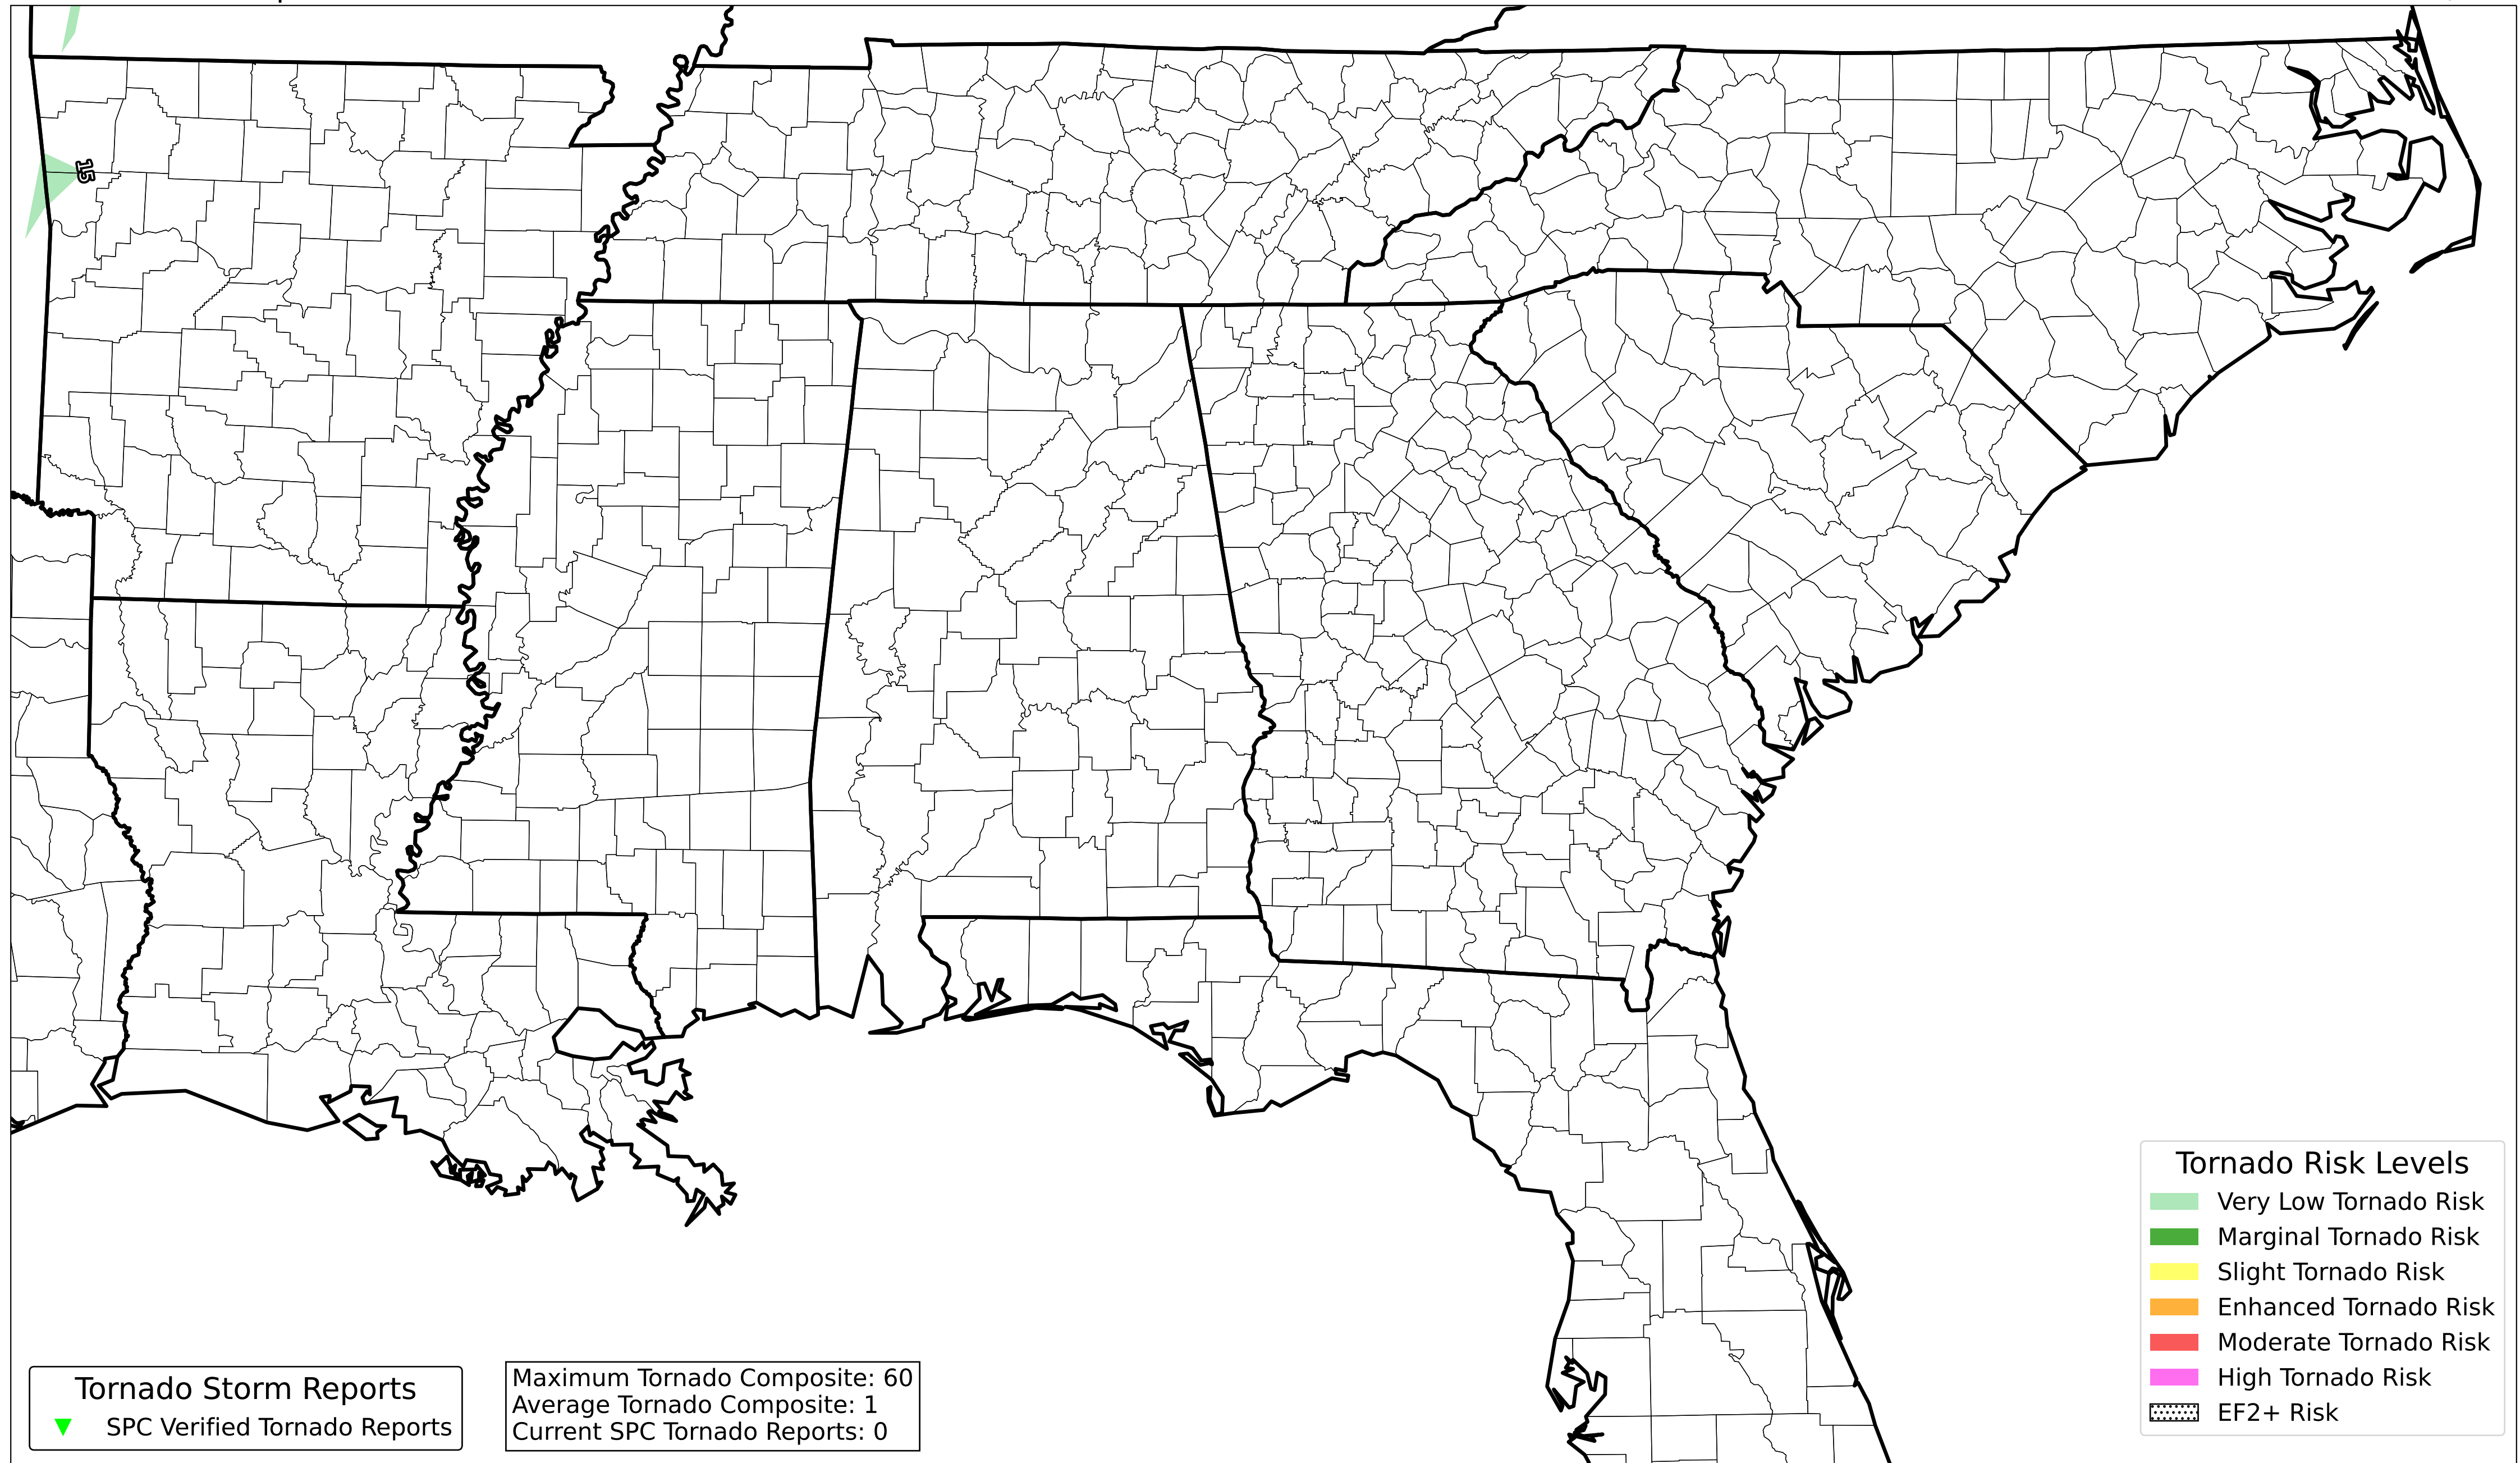 15
Tornado Risk Levels
Very Low Tornado Risk
Marginal Tornado Risk
Slight Tornado Risk
Enhanced Tornado Risk
Moderate Tornado Risk
High Tornado Risk
EF2+ Risk
Tornado Storm Reports
SPC Verified Tornado Reports
Maximum Tornado Composite: 60
Average Tornado Composite: 1
Current SPC Tornado Reports: 0